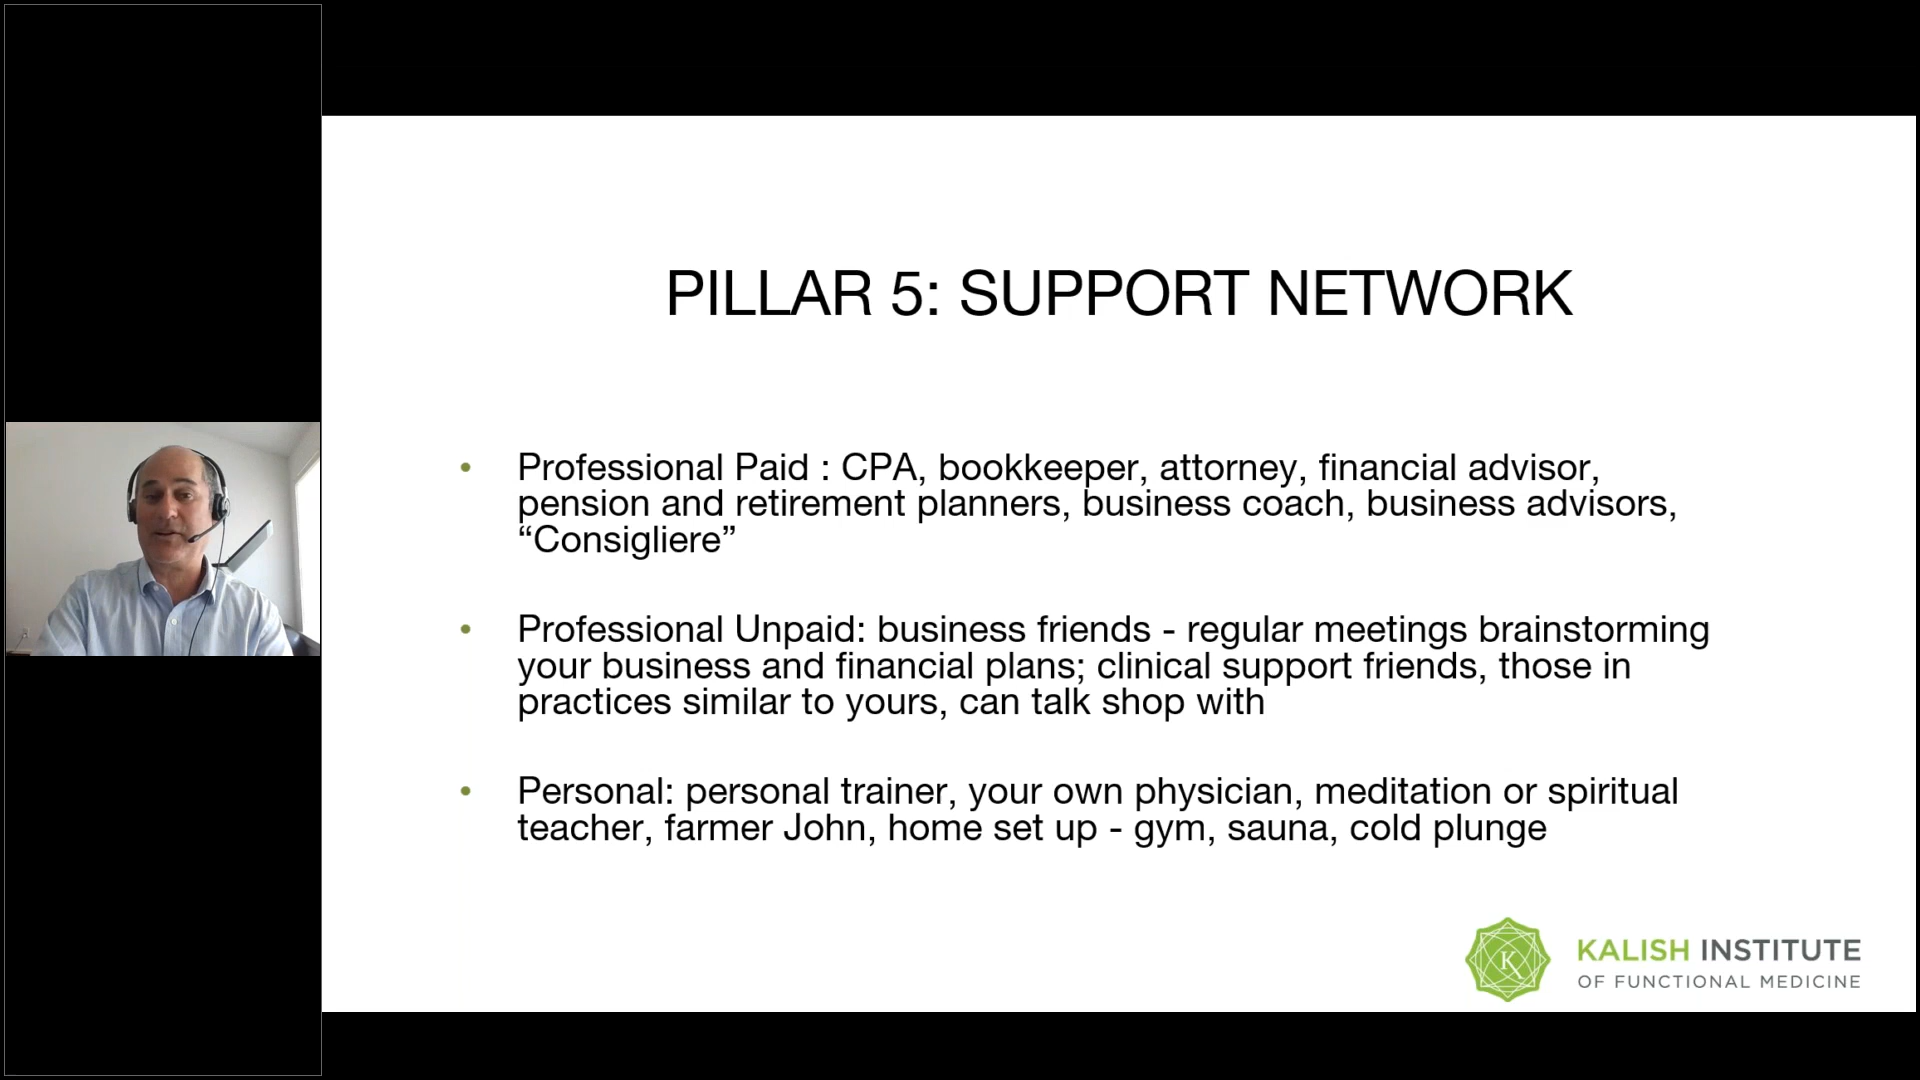 PILLAR 5: SUPPORT NETWORK
• Professional Paid : CPA, bookkeeper, attorney, financial advisor,
pension and retirement planners, business coach, business advisors,
“Consigliere”
• Professional Unpaid: business friends - regular meetings brainstorming
your business and financial plans; clinical support friends, those in
practices similar to yours, can talk shop with
• Personal: personal trainer, your own physician, meditation or spiritual
teacher, farmer John, home set up - gym, sauna, cold plunge
K
KALISH INSTITUTE
OF FUNCTIONAL MEDICINE